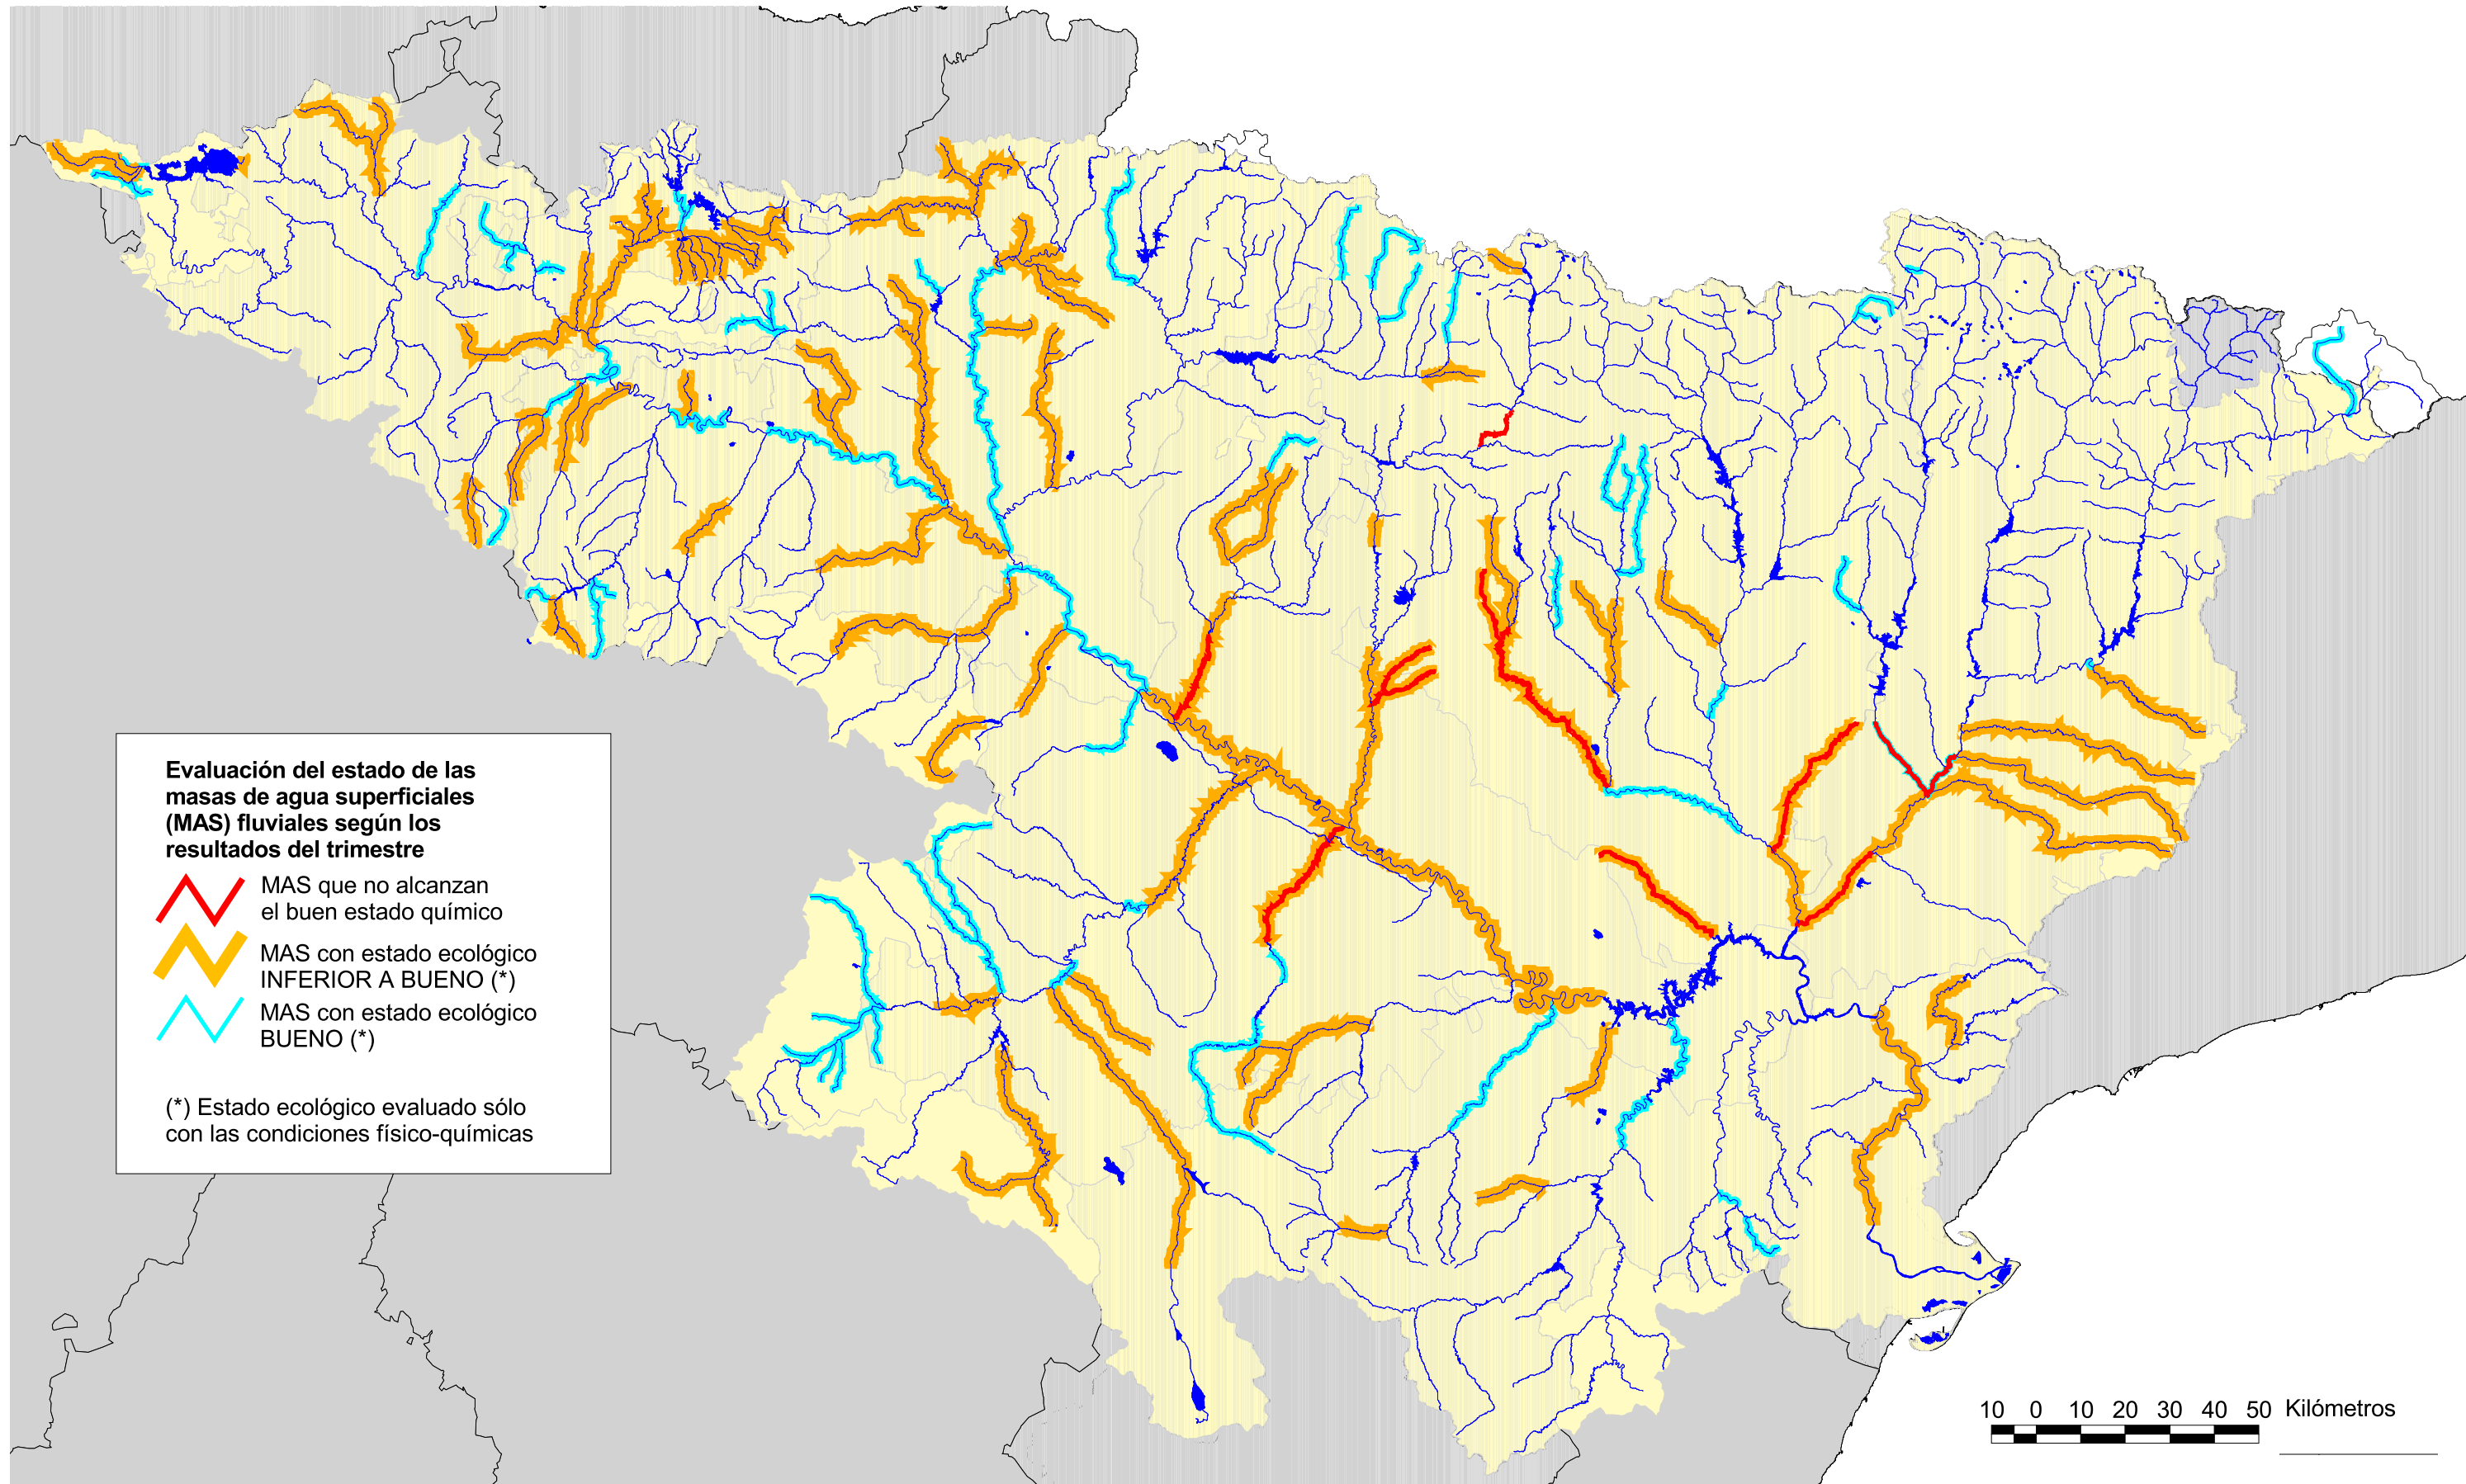 Evaluación del estado de las
masas de agua superficiales
(MAS) fluviales según los
resultados del trimestre
MAS que no alcanzan
el buen estado químico
MAS con estado ecológico
INFERIOR A BUENO (*)
MAS con estado ecológico
BUENO (*)
(*) Estado ecológico evaluado sólo
con las condiciones físico-químicas
10 0 10 20 30 40 50 Kilómetros